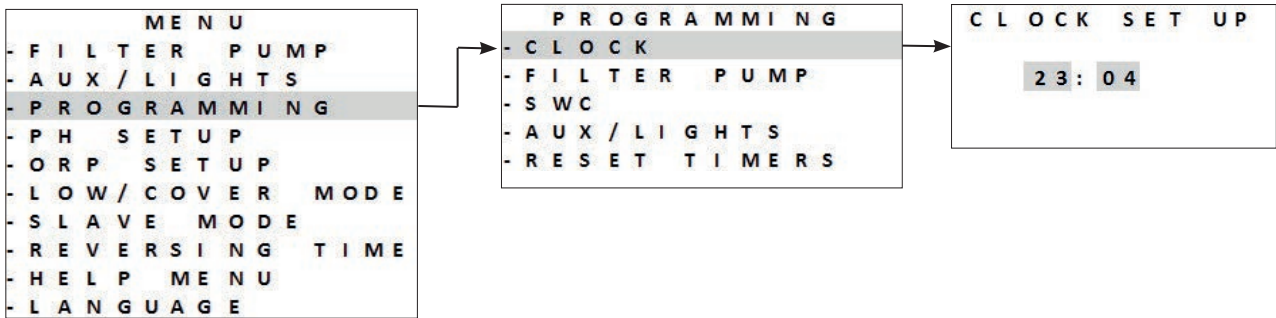 MENU
-FILTER PUMP
-AUX/LIGHTS
-PROGRAMMING
-PH SETUP
-ORP SETUP
-LOW/COVER MODE
-SLAVE MODE
-REVERSING TIME
-HELP MENU
-LANGUAGE
PROGRAMMING
-CLOCK
-FILTER PUMP
-SWC
-AUX/LIGHTS
-RESET TIMERS
CLOCK SET UP
23:04